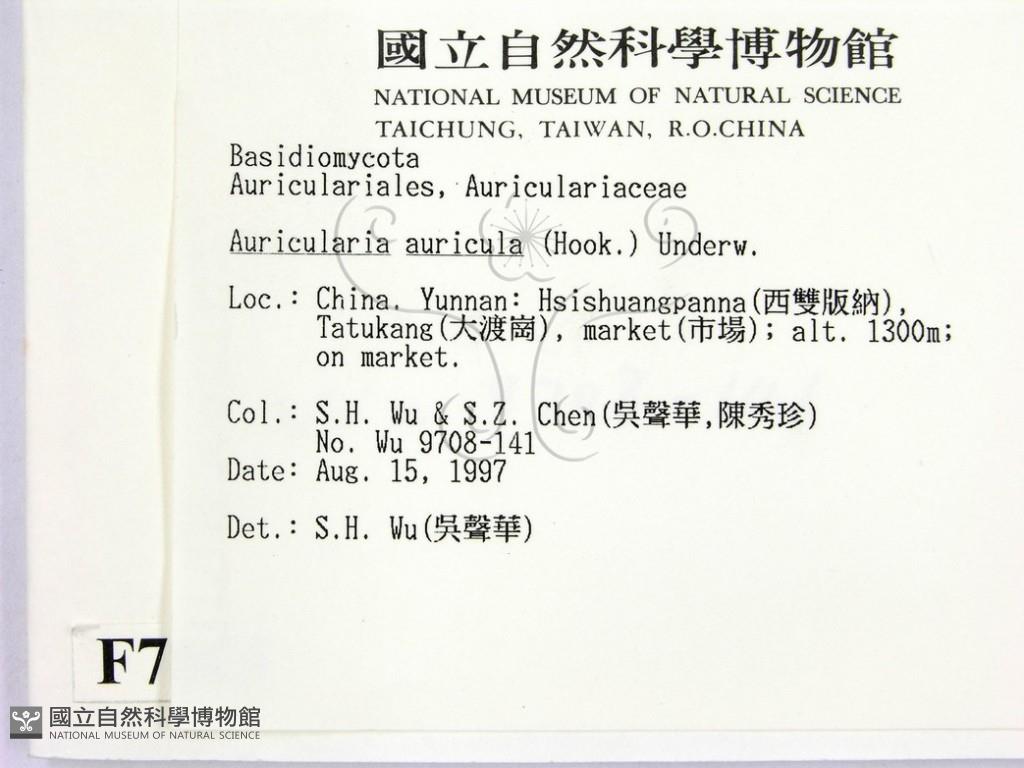 國立自然科學博物館
NATIONAL MUSEUM OF NATURAL SCIENCE
TAICHUNG, TAIWAN, R.O.CHINA
Basidiomycota
Auriculariales, Auriculariaceae
Auricularia auricula (Hook.) Underw.
Loc.: China. Yunnan: Hsishuangpanna(西雙版納),
Tatukang(大渡崗), market(市場); alt. 1300m;
on market.
Col.: S.H. Wu & S.Z. Chen(吳聲華,陳秀珍)
No. Wu 9708-141
Date: Aug. 15, 1997
Det.: S.H. Wu(吳聲華)
F7
國立自然科學博物館
NATIONAL MUSEUM OF NATURAL SCIENCE